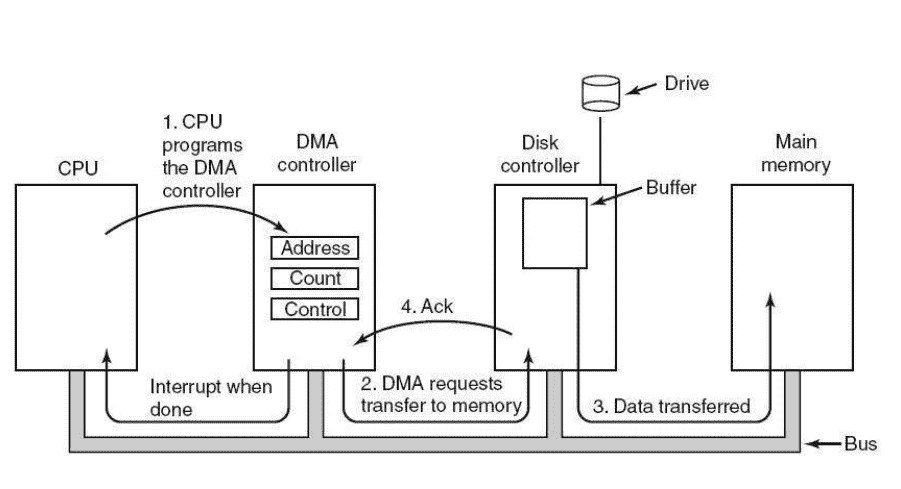 Drive
1. CPU
programs
the DMA
controller
CPU
DMA
controller
Disk
controller
Main
memory
Buffer
Address
Count
Control
4. Ack
Interrupt when
done
2. DMA requests
transfer to memory
3. Data transferred
Bus